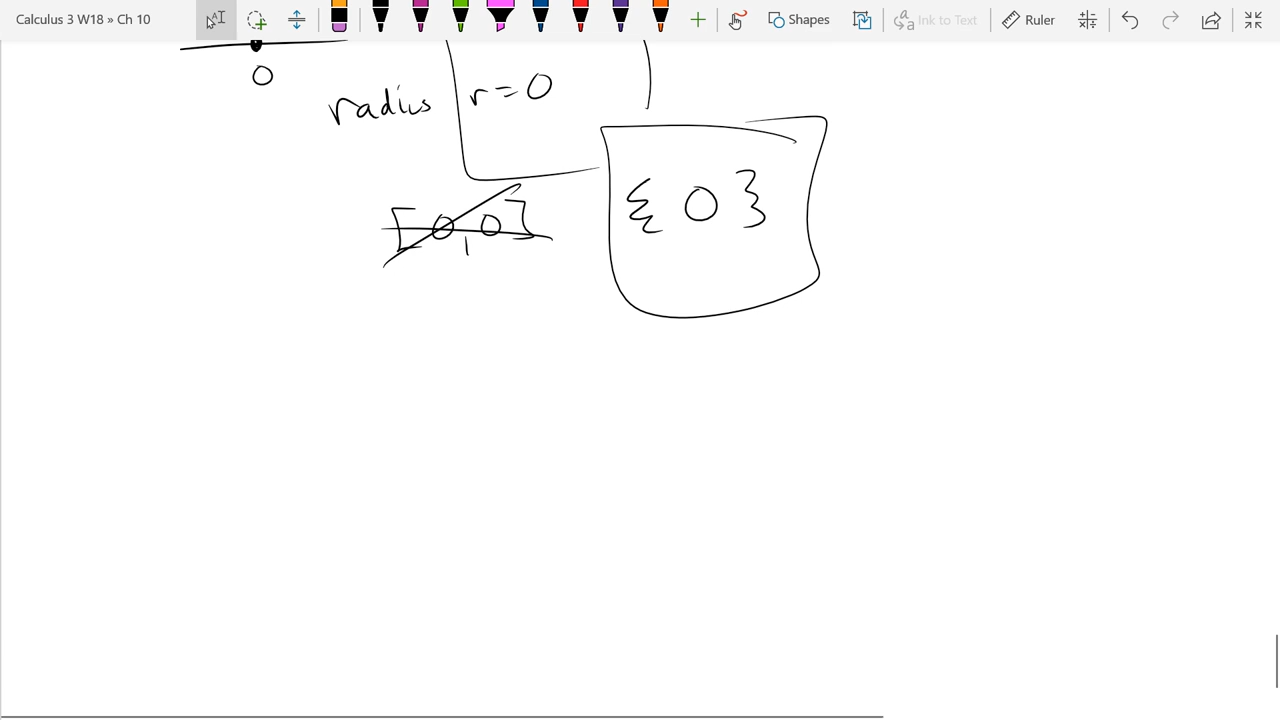 Calculus 3 W18 » Ch 10
Ink to Text
Shapes
Ruler
0
radius r = 0
[0,0]
{ 0 }